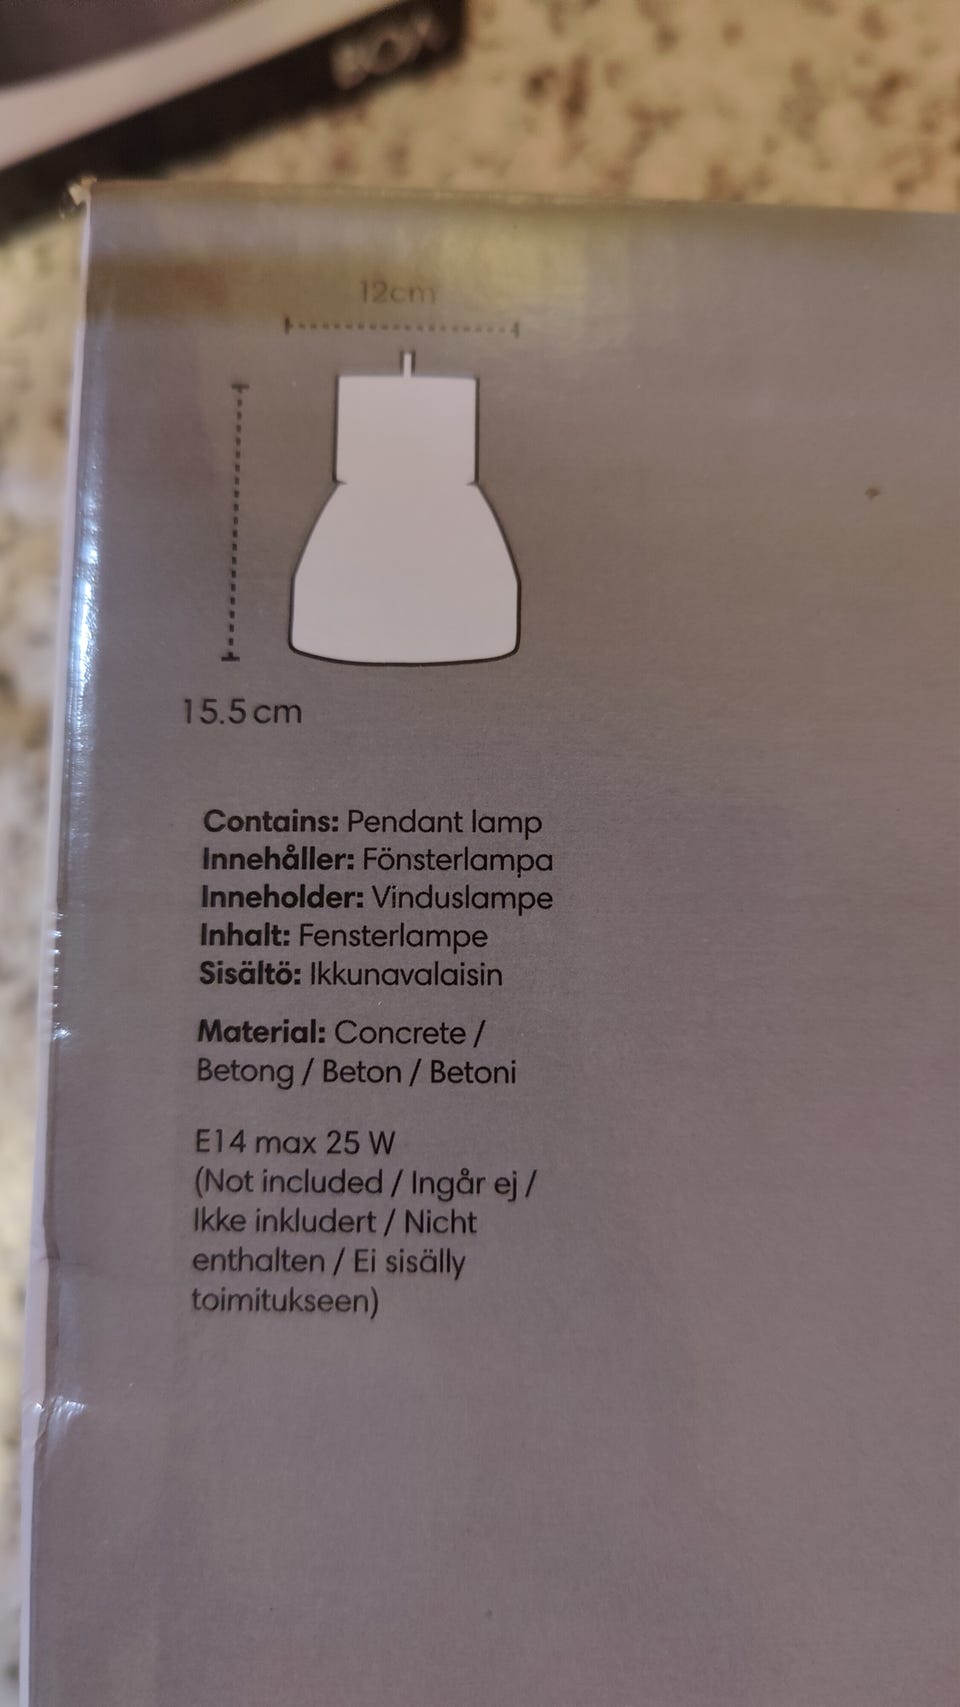 BOX
12cm
15.5 cm
Contains: Pendant lamp
Innehåller: Fönsterlampa
Inneholder: Vinduslampe
Inhalt: Fensterlampe
Sisältö: Ikkunavalaisin
Material: Concrete /
Betong / Beton / Betoni
E14 max 25 W
(Not included / Ingår ej /
Ikke inkludert / Nicht
enthalten / Ei sisälly
toimitukseen)